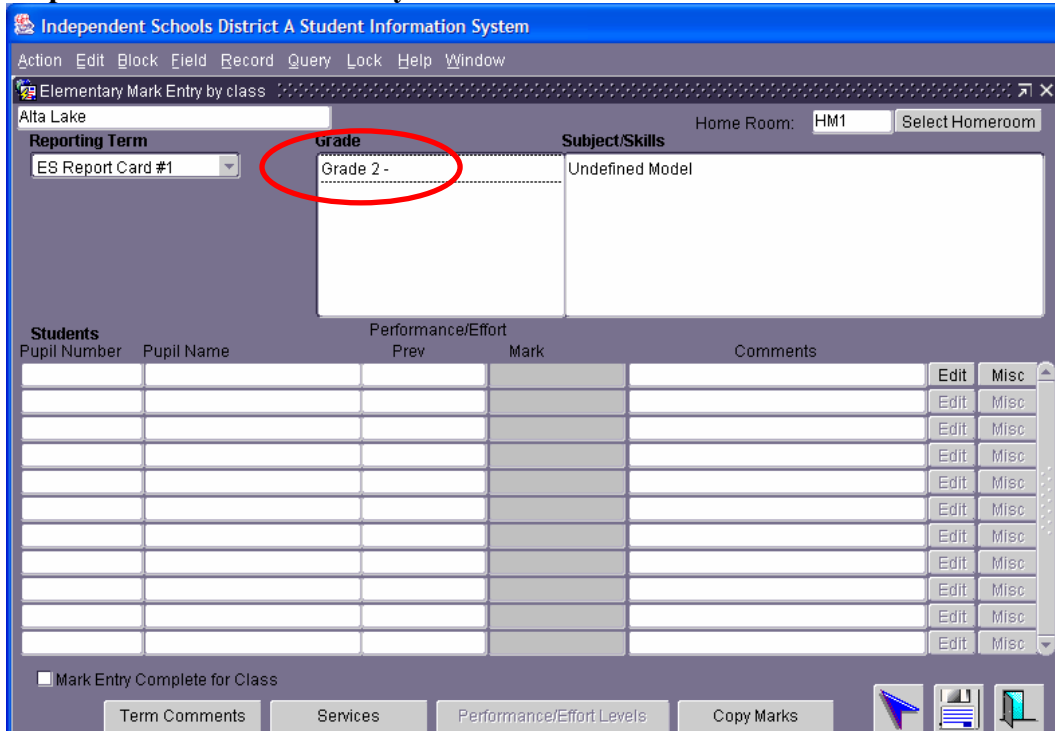 Independent Schools District A Student Information System
Action Edit Block Field Record Query Lock Help Window
Elementary Mark Entry by class
Alta Lake
Home Room: HM1 Select Homeroom
Reporting Term Grade Subject/Skills
ES Report Card #1 Grade 2 - Undefined Model
Performance/Effort
Students
Pupil Number Pupil Name Prev Mark Comments
Edit Misc
Edit Misc
Edit Misc
Edit Misc
Edit Misc
Edit Misc
Edit Misc
Edit Misc
Edit Misc
Edit Misc
Edit Misc
Mark Entry Complete for Class
Term Comments Services Performance/Effort Levels Copy Marks